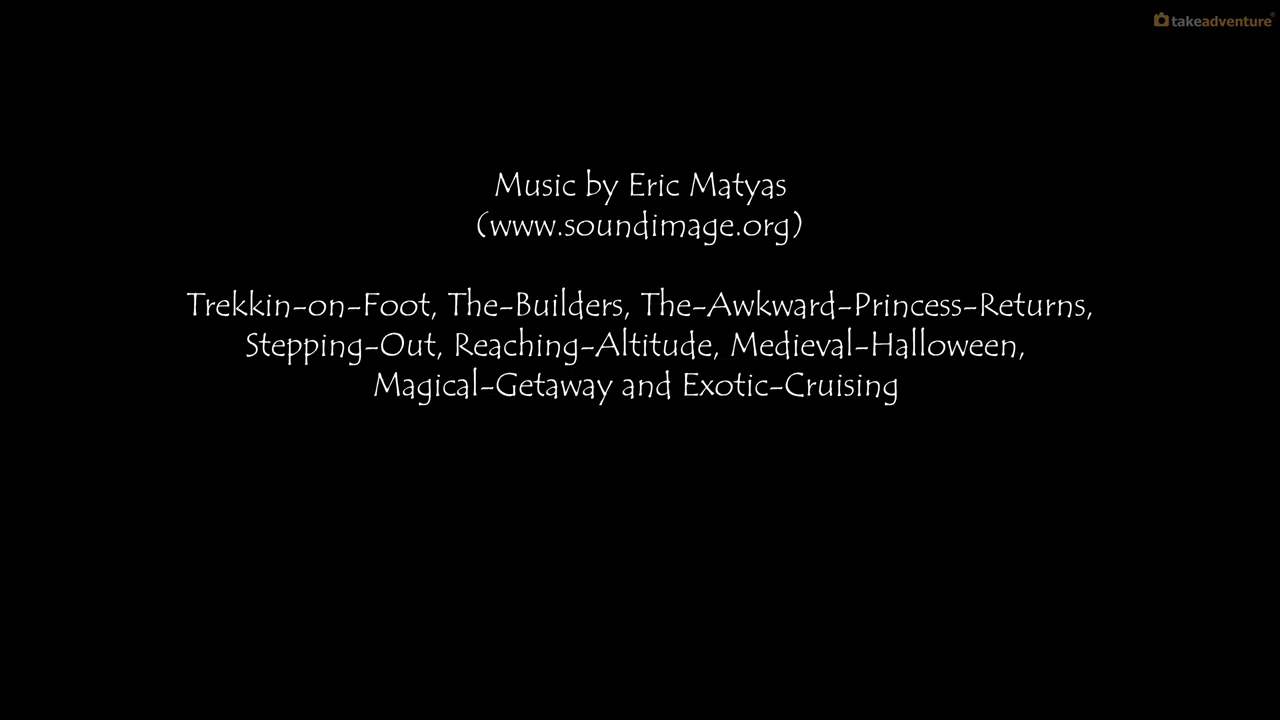 takeadventure
Music by Eric Matyas
(www.soundimage.org)
Trekkin-on-Foot, The-Builders, The-Awkward-Princess-Returns,
Stepping-Out, Reaching-Altitude, Medieval-Halloween,
Magical-Getaway and Exotic-Cruising